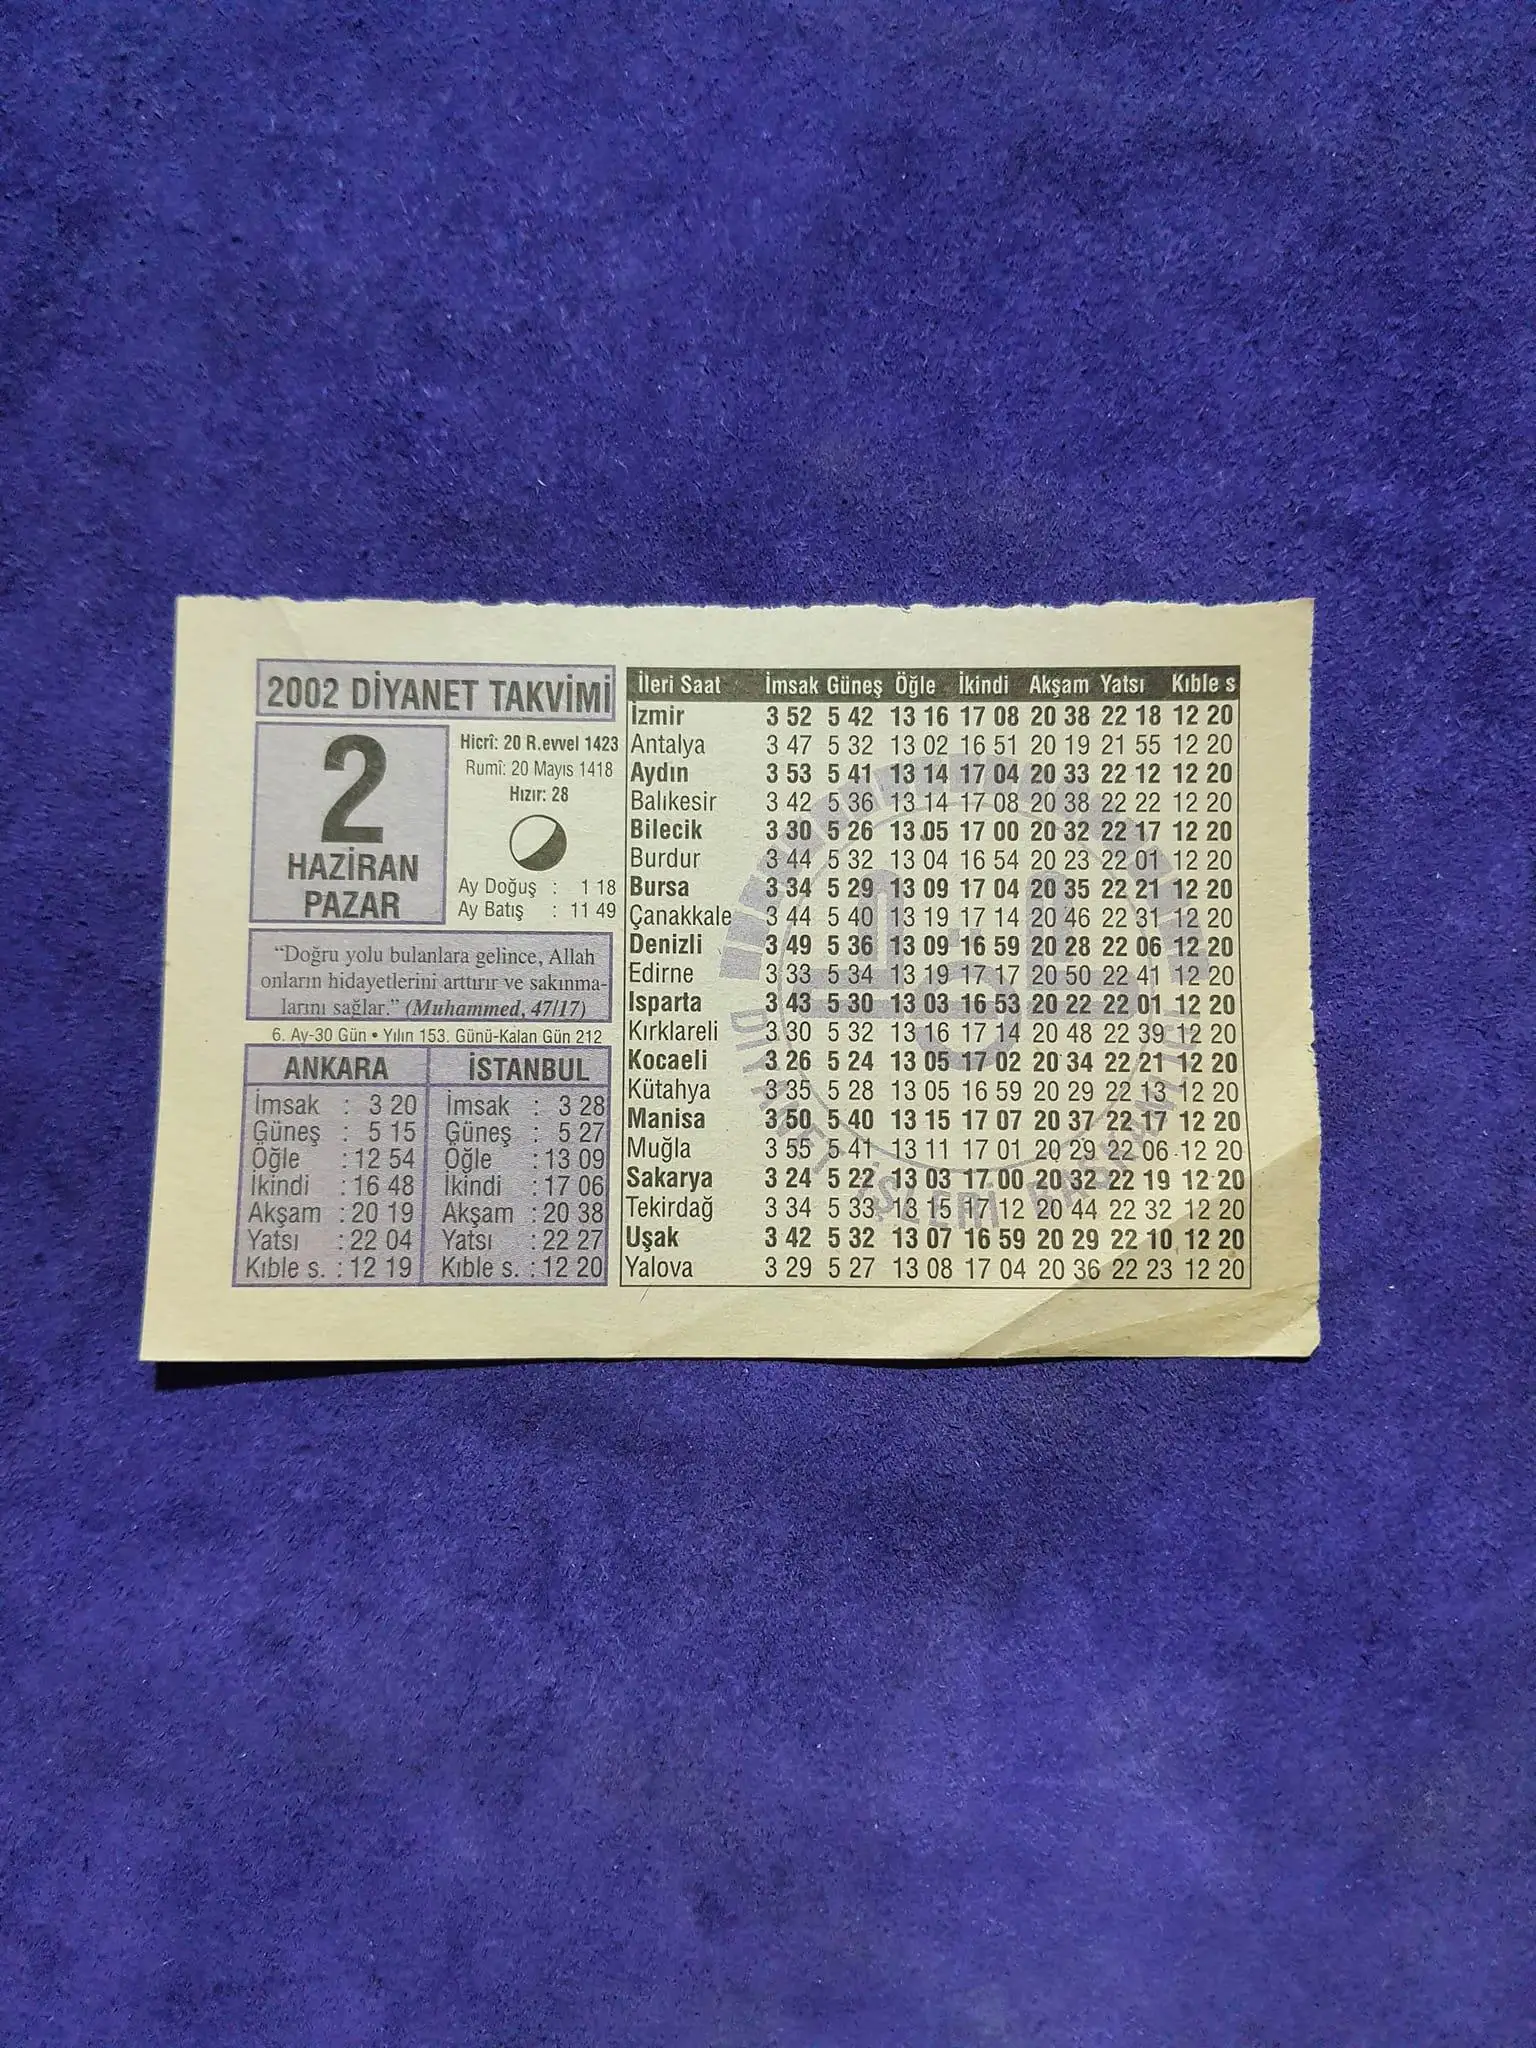 2002 DİYANET TAKVİMİ
2
HAZİRAN
PAZAR
Hicrî: 20 R.evvel 1423
Rumî: 20 Mayıs 1418
Hızır: 28
Ay Doğuş : 1 18
Ay Batış : 11 49
“Doğru yolu bulanlara gelince, Allah
onların hidayetlerini arttırır ve sakınma-
larını sağlar.” (Muhammed, 47/17)
6. Ay-30 Gün • Yılın 153. Günü-Kalan Gün 212
ANKARA
İmsak : 3 20
Güneş : 5 15
Öğle : 12 54
İkindi : 16 48
Akşam : 20 19
Yatsı : 22 04
Kıble s. : 12 19
İSTANBUL
İmsak : 3 28
Güneş : 5 27
Öğle : 13 09
İkindi : 17 06
Akşam : 20 38
Yatsı : 22 27
Kıble s. : 12 20
İleri Saat İmsak Güneş Öğle İkindi Akşam Yatsı Kıble s
İzmir 3 52 5 42 13 16 17 08 20 38 22 18 12 20
Antalya 3 47 5 32 13 02 16 51 20 19 21 55 12 20
Aydın 3 53 5 41 13 14 17 04 20 33 22 12 12 20
Balıkesir 3 42 5 36 13 14 17 08 20 38 22 22 12 20
Bilecik 3 30 5 26 13 05 17 00 20 32 22 17 12 20
Burdur 3 44 5 32 13 04 16 54 20 23 22 01 12 20
Bursa 3 34 5 29 13 09 17 04 20 35 22 21 12 20
Çanakkale 3 44 5 40 13 19 17 14 20 46 22 31 12 20
Denizli 3 49 5 36 13 09 16 59 20 28 22 06 12 20
Edirne 3 33 5 34 13 19 17 17 20 50 22 41 12 20
Isparta 3 43 5 30 13 03 16 53 20 22 22 01 12 20
Kırklareli 3 30 5 32 13 16 17 14 20 48 22 39 12 20
Kocaeli 3 26 5 24 13 05 17 02 20 34 22 21 12 20
Kütahya 3 35 5 28 13 05 16 59 20 29 22 13 12 20
Manisa 3 50 5 40 13 15 17 07 20 37 22 17 12 20
Muğla 3 55 5 41 13 11 17 01 20 29 22 06 12 20
Sakarya 3 24 5 22 13 03 17 00 20 32 22 19 12 20
Tekirdağ 3 34 5 33 13 15 17 12 20 44 22 32 12 20
Uşak 3 42 5 32 13 07 16 59 20 29 22 10 12 20
Yalova 3 29 5 27 13 08 17 04 20 36 22 23 12 20
DİYANET İŞLERİ BAŞKANLIĞI